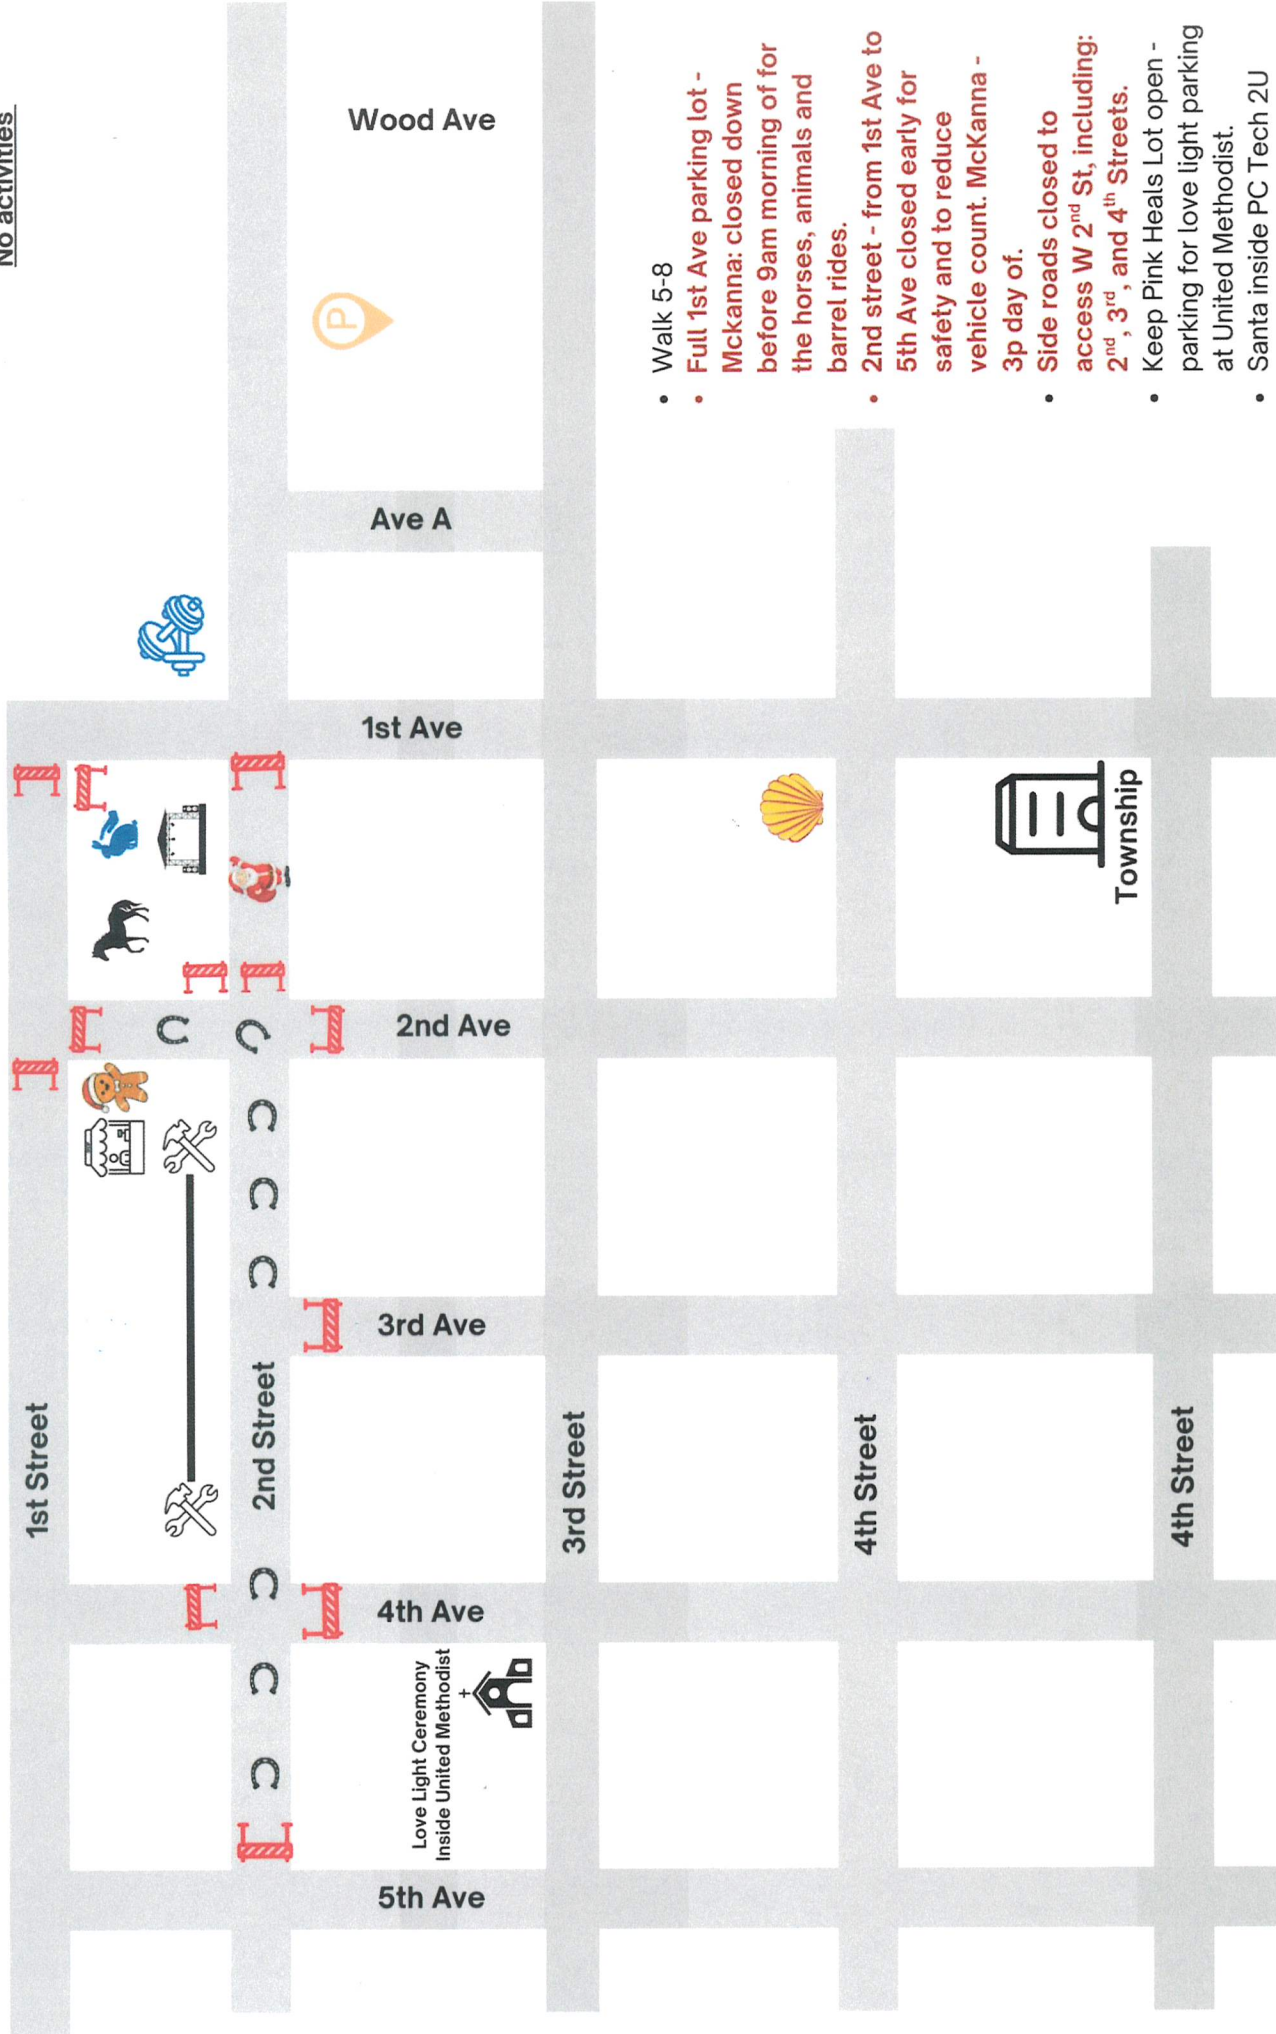 No activities
Wood Ave
Ave A
1st Ave
2nd Ave
3rd Ave
4th Ave
5th Ave
1st Street
2nd Street
3rd Street
4th Street
4th Street
Love Light Ceremony
Inside United Methodist
Township
P
• Walk 5-8
• Full 1st Ave parking lot -
Mckanna: closed down
before 9am morning of for
the horses, animals and
barrel rides.
• 2nd street - from 1st Ave to
5th Ave closed early for
safety and to reduce
vehicle count. McKanna -
3p day of.
• Side roads closed to
access W 2nd St, including:
2nd , 3rd , and 4th Streets.
• Keep Pink Heals Lot open -
parking for love light parking
at United Methodist.
• Santa inside PC Tech 2U